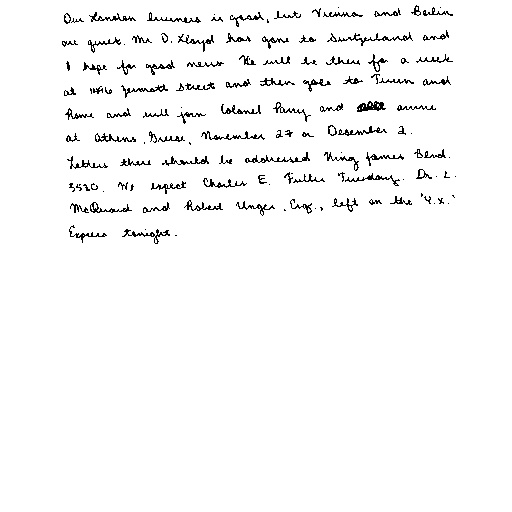 Our London business is good, but Vienna and Berlin
are quiet. Mr. D. Lloyd has gone to Switzerland and
I hope for good news. He will be there for a week
at 1496 Zermott Street and then goes to Turin and
Rome and will join Colonel Parry and arrive
at Athens, Greese, November 27 or Desember 2.
Letters there should be addressed King James Blvd.
3580. We expect Charles E. Fuller Tuesday. Dr. L.
McQuaid and Robert Unger, Esq., left on the "Y.X."
Express tonight.